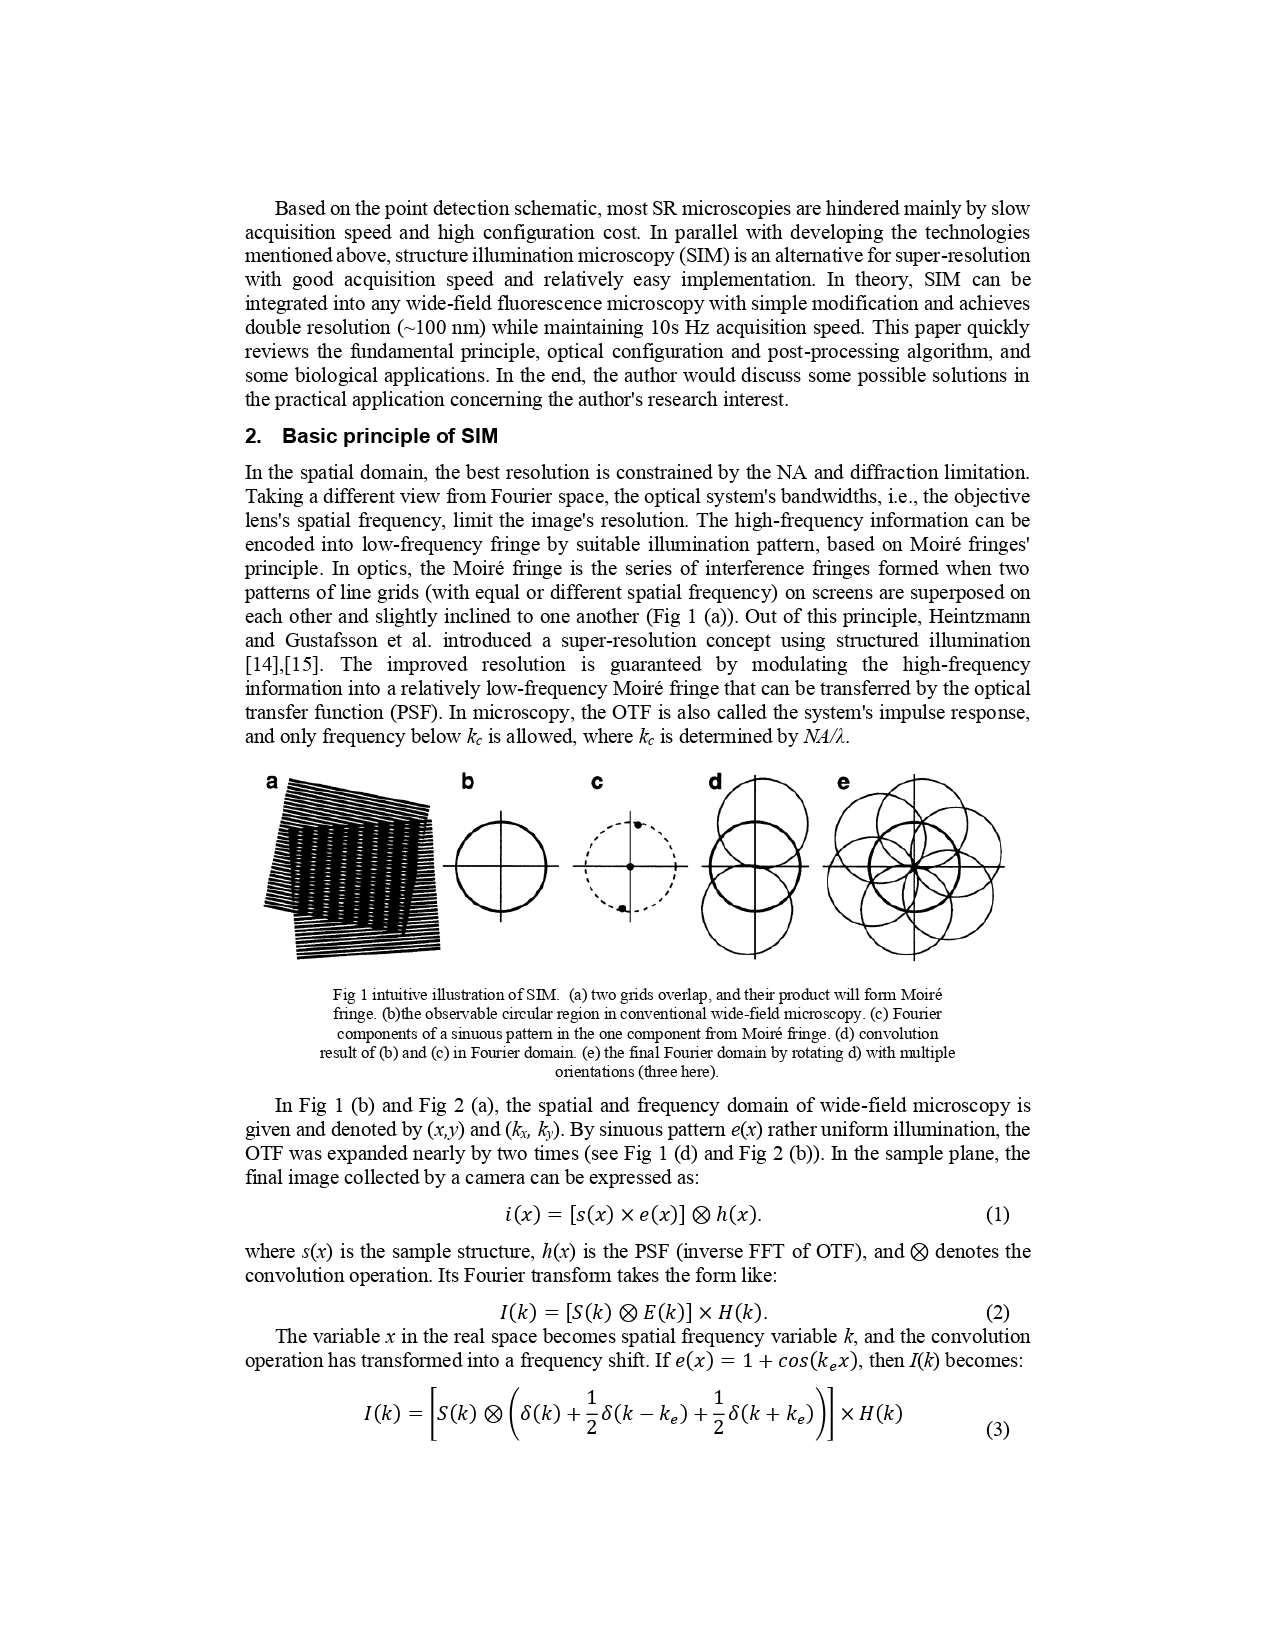 Based on the point detection schematic, most SR microscopies are hindered mainly by slow
acquisition speed and high configuration cost. In parallel with developing the technologies
mentioned above, structure illumination microscopy (SIM) is an alternative for super-resolution
with good acquisition speed and relatively easy implementation. In theory, SIM can be
integrated into any wide-field fluorescence microscopy with simple modification and achieves
double resolution (~100 nm) while maintaining 10s Hz acquisition speed. This paper quickly
reviews the fundamental principle, optical configuration and post-processing algorithm, and
some biological applications. In the end, the author would discuss some possible solutions in
the practical application concerning the author's research interest.
2. Basic principle of SIM
In the spatial domain, the best resolution is constrained by the NA and diffraction limitation.
Taking a different view from Fourier space, the optical system's bandwidths, i.e., the objective
lens's spatial frequency, limit the image's resolution. The high-frequency information can be
encoded into low-frequency fringe by suitable illumination pattern, based on Moiré fringes'
principle. In optics, the Moiré fringe is the series of interference fringes formed when two
patterns of line grids (with equal or different spatial frequency) on screens are superposed on
each other and slightly inclined to one another (Fig 1 (a)). Out of this principle, Heintzmann
and Gustafsson et al. introduced a super-resolution concept using structured illumination
[14],[15]. The improved resolution is guaranteed by modulating the high-frequency
information into a relatively low-frequency Moiré fringe that can be transferred by the optical
transfer function (PSF). In microscopy, the OTF is also called the system's impulse response,
and only frequency below k_c is allowed, where k_c is determined by NA/λ.
a b c d e
Fig 1 intuitive illustration of SIM. (a) two grids overlap, and their product will form Moiré
fringe. (b)the observable circular region in conventional wide-field microscopy. (c) Fourier
components of a sinuous pattern in the one component from Moiré fringe. (d) convolution
result of (b) and (c) in Fourier domain. (e) the final Fourier domain by rotating d) with multiple
orientations (three here).
In Fig 1 (b) and Fig 2 (a), the spatial and frequency domain of wide-field microscopy is
given and denoted by (x,y) and (k_x, k_y). By sinuous pattern e(x) rather uniform illumination, the
OTF was expanded nearly by two times (see Fig 1 (d) and Fig 2 (b)). In the sample plane, the
final image collected by a camera can be expressed as:
i(x) = [s(x) × e(x)] ⊗ h(x). (1)
where s(x) is the sample structure, h(x) is the PSF (inverse FFT of OTF), and ⊗ denotes the
convolution operation. Its Fourier transform takes the form like:
I(k) = [S(k) ⊗ E(k)] × H(k). (2)
The variable x in the real space becomes spatial frequency variable k, and the convolution
operation has transformed into a frequency shift. If e(x) = 1 + cos(k_e x), then I(k) becomes:
I(k) = [S(k) ⊗ (δ(k) + 1/2 δ(k − k_e) + 1/2 δ(k + k_e))] × H(k) (3)